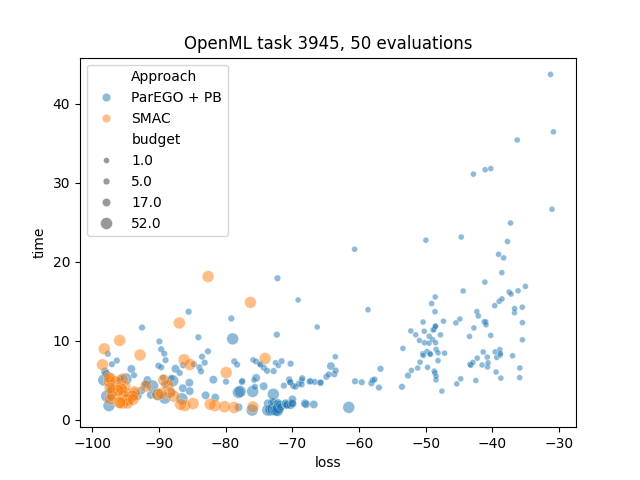 OpenML task 3945, 50 evaluations
Approach
ParEGO + PB
SMAC
budget
1.0
5.0
17.0
52.0
time
40
30
20
10
0
−100
−90
−80
−70
−60
−50
−40
−30
loss